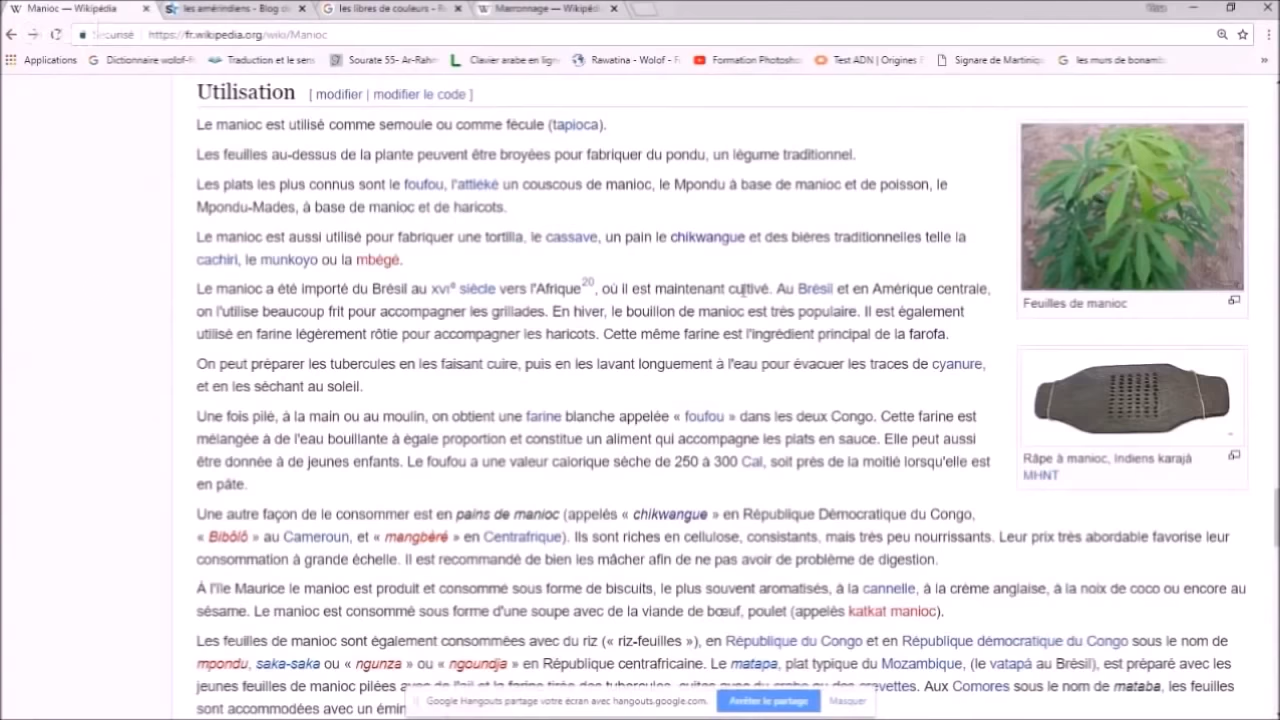 Manioc — Wikipédia
les amérindiens - Blog d
les libres de couleurs - R
Marronnage — Wikipéd
https://fr.wikipedia.org/wiki/Manioc
Applications
Dictionnaire wolof-f
Traduction et le sens
Sourate 55- Ar-Rahm
Clavier arabe en lign
Rawatina - Wolof - F
Formation Photosho
Test ADN | Origines
Signare de Martiniq
les murs de bonami
»
Utilisation [ modifier | modifier le code ]
Le manioc est utilisé comme semoule ou comme fécule (tapioca).
Les feuilles au-dessus de la plante peuvent être broyées pour fabriquer du pondu, un légume traditionnel.
Les plats les plus connus sont le foufou, l'attiéké un couscous de manioc, le Mpondu à base de manioc et de poisson, le
Mpondu-Mades, à base de manioc et de haricots.
Le manioc est aussi utilisé pour fabriquer une tortilla, le cassave, un pain le chikwangue et des bières traditionnelles telle la
cachiri, le munkoyo ou la mbégé.
Le manioc a été importé du Brésil au XVIe siècle vers l'Afrique20, où il est maintenant cultivé. Au Brésil et en Amérique centrale,
on l'utilise beaucoup frit pour accompagner les grillades. En hiver, le bouillon de manioc est très populaire. Il est également
utilisé en farine légèrement rôtie pour accompagner les haricots. Cette même farine est l'ingrédient principal de la farofa.
On peut préparer les tubercules en les faisant cuire, puis en les lavant longuement à l'eau pour évacuer les traces de cyanure,
et en les séchant au soleil.
Une fois pilé, à la main ou au moulin, on obtient une farine blanche appelée « foufou » dans les deux Congo. Cette farine est
mélangée à de l'eau bouillante à égale proportion et constitue un aliment qui accompagne les plats en sauce. Elle peut aussi
être donnée à de jeunes enfants. Le foufou a une valeur calorique sèche de 250 à 300 Cal, soit près de la moitié lorsqu'elle est
en pâte.
Une autre façon de le consommer est en pains de manioc (appelés « chikwangue » en République Démocratique du Congo,
« Bibôlô » au Cameroun, et « mangbèré » en Centrafrique). Ils sont riches en cellulose, consistants, mais très peu nourrissants. Leur prix très abordable favorise leur
consommation à grande échelle. Il est recommandé de bien les mâcher afin de ne pas avoir de problème de digestion.
À l'île Maurice le manioc est produit et consommé sous forme de biscuits, le plus souvent aromatisés, à la cannelle, à la crème anglaise, à la noix de coco ou encore au
sésame. Le manioc est consommé sous forme d'une soupe avec de la viande de bœuf, poulet (appelés katkat manioc).
Les feuilles de manioc sont également consommées avec du riz (« riz-feuilles »), en République du Congo et en République démocratique du Congo sous le nom de
mpondu, saka-saka ou « ngunza » ou « ngoundja » en République centrafricaine. Le matapa, plat typique du Mozambique, (le vatapá au Brésil), est préparé avec les
jeunes feuilles de manioc pilées avec de l'ail et la farine tirée des tubercules, cuites avec du crabe ou des crevettes. Aux Comores sous le nom de mataba, les feuilles
sont accommodées avec un émin
Feuilles de manioc
Râpe à manioc, Indiens karajá
MHNT
Google Hangouts partage votre écran avec hangouts.google.com.
Arrêter le partage
Masquer